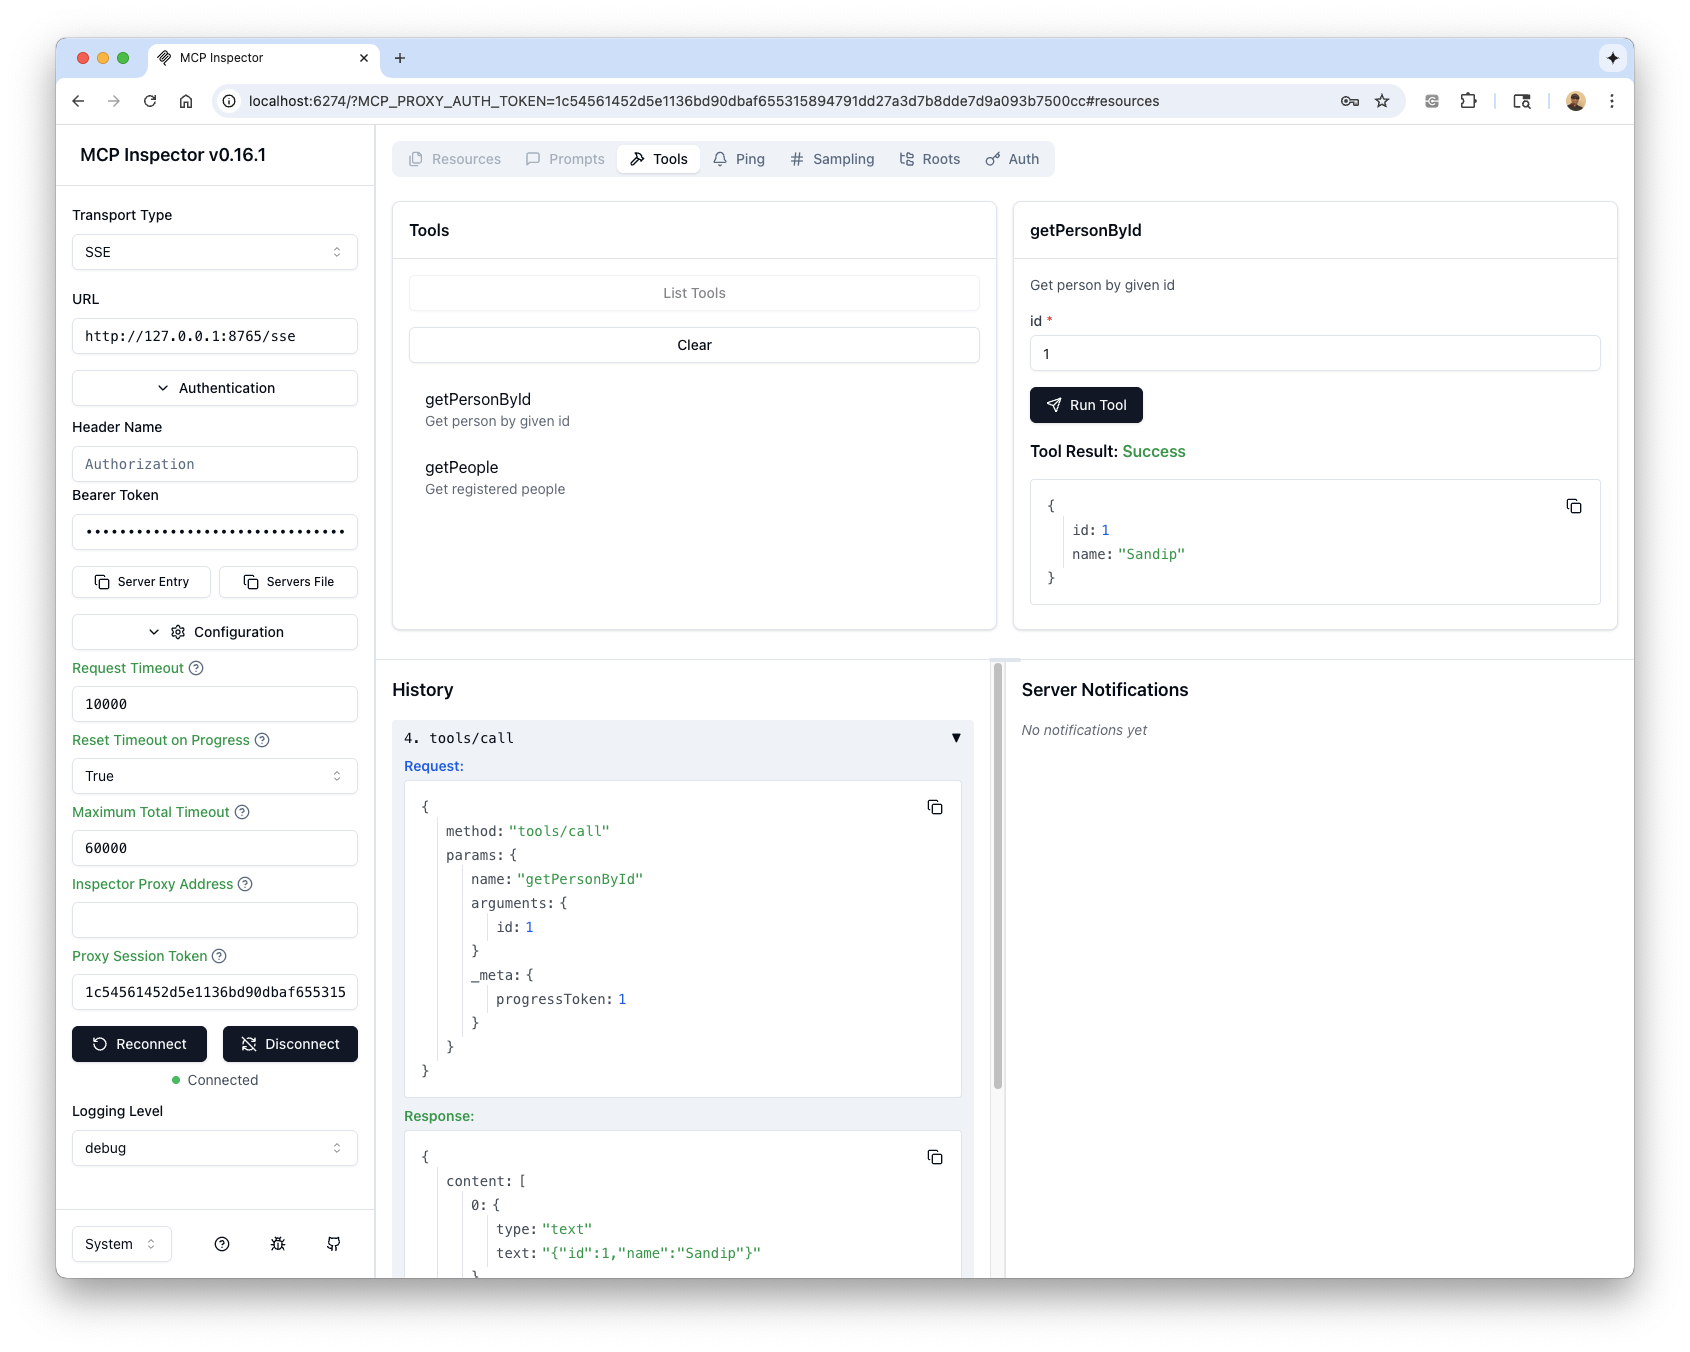 MCP Inspector
localhost:6274/?MCP_PROXY_AUTH_TOKEN=1c54561452d5e1136bd90dbaf655315894791dd27a3d7b8dde7d9a093b7500cc#resources
MCP Inspector v0.16.1
Transport Type
SSE
URL
http://127.0.0.1:8765/sse
Authentication
Header Name
Authorization
Bearer Token
•••••••••••••••••••••••••••••••
Server Entry
Servers File
Configuration
Request Timeout
10000
Reset Timeout on Progress
True
Maximum Total Timeout
60000
Inspector Proxy Address
Proxy Session Token
1c54561452d5e1136bd90dbaf655315
Reconnect
Disconnect
Connected
Logging Level
debug
System
Resources
Prompts
Tools
Ping
Sampling
Roots
Auth
Tools
List Tools
Clear
getPersonById
Get person by given id
getPeople
Get registered people
getPersonById
Get person by given id
id *
1
Run Tool
Tool Result: Success
{
id: 1
name: "Sandip"
}
History
4. tools/call
Request:
{
method: "tools/call"
params: {
name: "getPersonById"
arguments: {
id: 1
}
_meta: {
progressToken: 1
}
}
}
Response:
{
content: [
0: {
type: "text"
text: "{"id":1,"name":"Sandip"}"
}
Server Notifications
No notifications yet